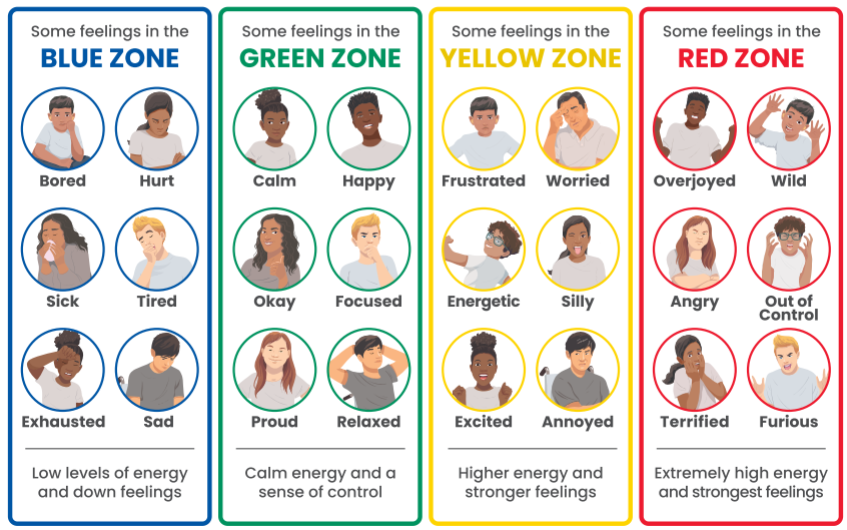 Some feelings in the
BLUE ZONE
Bored
Hurt
Sick
Tired
Exhausted
Sad
Low levels of energy
and down feelings
Some feelings in the
GREEN ZONE
Calm
Happy
Okay
Focused
Proud
Relaxed
Calm energy and a
sense of control
Some feelings in the
YELLOW ZONE
Frustrated
Worried
Energetic
Silly
Excited
Annoyed
Higher energy and
stronger feelings
Some feelings in the
RED ZONE
Overjoyed
Wild
Angry
Out of
Control
Terrified
Furious
Extremely high energy
and strongest feelings